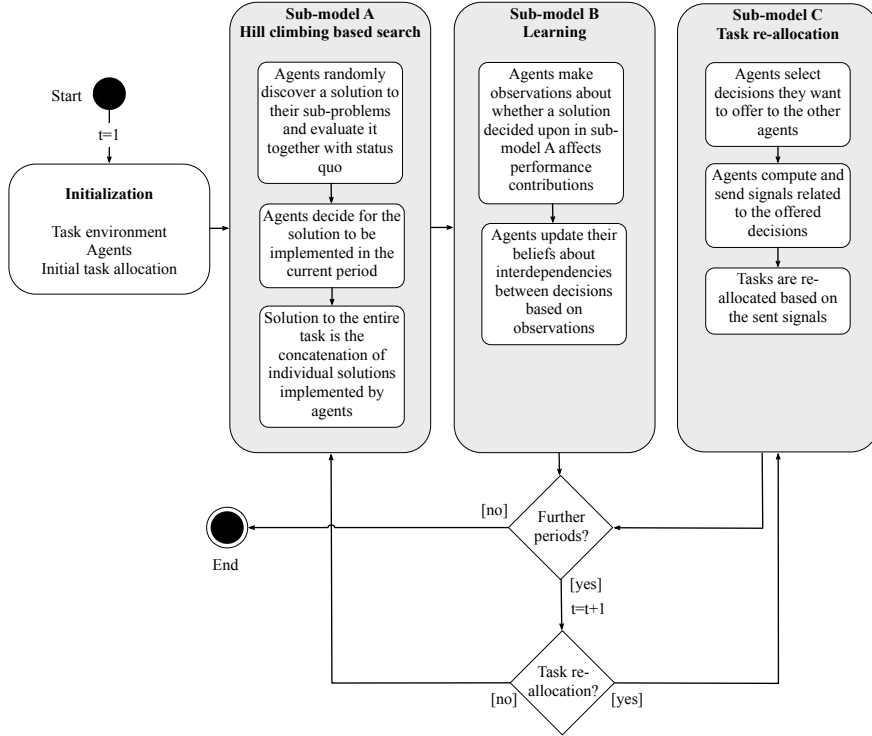 Start
t=1
Initialization
Task environment
Agents
Initial task allocation
Sub-model A
Hill climbing based search
Agents randomly
discover a solution to
their sub-problems
and evaluate it
together with status
quo
Agents decide for the
solution to be
implemented in the
current period
Solution to the entire
task is the
concatenation of
individual solutions
implemented by
agents
Sub-model B
Learning
Agents make
observations about
whether a solution
decided upon in sub-
model A affects
performance
contributions
Agents update their
beliefs about
interdependencies
between decisions
based on
observations
Sub-model C
Task re-allocation
Agents select
decisions they want
to offer to the other
agents
Agents compute and
send signals related
to the offered
decisions
Tasks are re-
allocated based on
the sent signals
Further
periods?
[no]
End
[yes]
t=t+1
Task re-
allocation?
[no]
[yes]